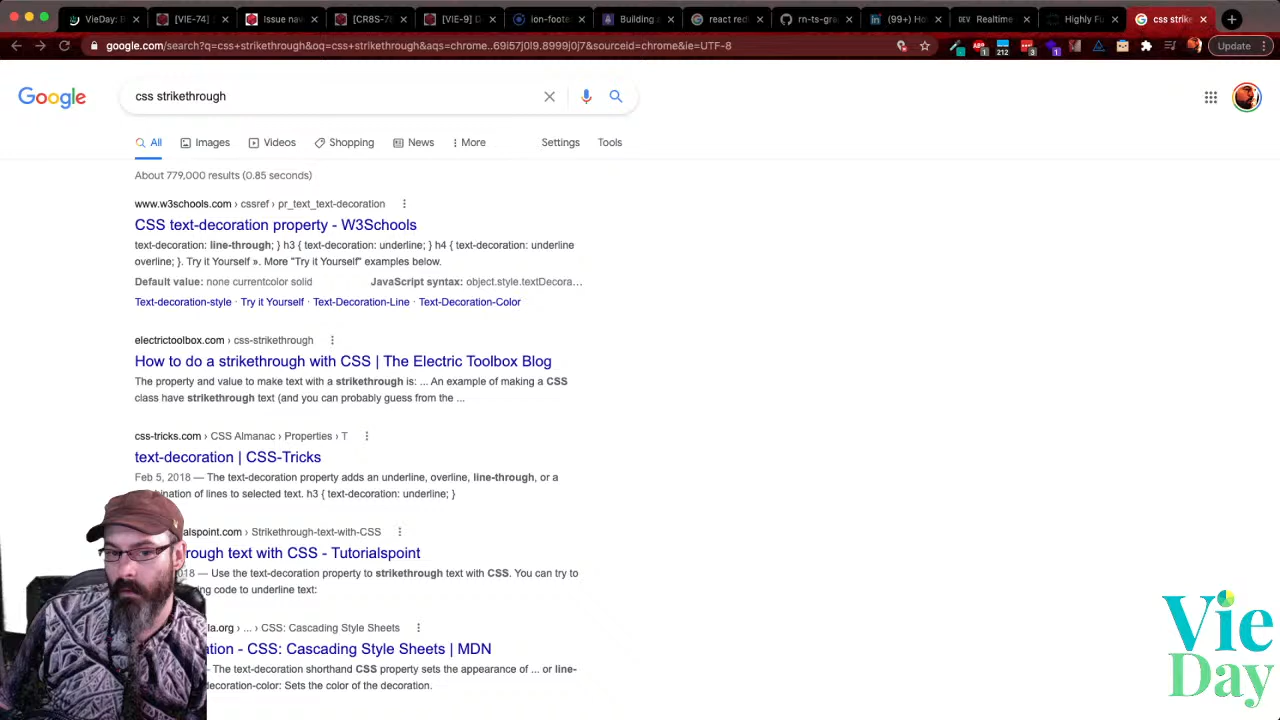 VieDay: B
[VIE-74]
Issue nav
[CR8S-78
[VIE-9] D
ion-foote
Building a
react red
rn-ts-gra
(99+) Ho
DEV Realtime
Highly Fu
css strike
google.com/search?q=css+strikethrough&oq=css+strikethrough&aqs=chrome..69i57j0l9.8999j0j7&sourceid=chrome&ie=UTF-8
1
212
3
1
1
Update
Google
css strikethrough
All Images Videos Shopping News More Settings Tools
About 779,000 results (0.85 seconds)
www.w3schools.com › cssref › pr_text_text-decoration
CSS text-decoration property - W3Schools
text-decoration: line-through; } h3 { text-decoration: underline; } h4 { text-decoration: underline
overline; }. Try it Yourself ». More "Try it Yourself" examples below.
Default value: none currentcolor solid JavaScript syntax: object.style.textDecora…
Text-decoration-style · Try it Yourself · Text-Decoration-Line · Text-Decoration-Color
electrictoolbox.com › css-strikethrough
How to do a strikethrough with CSS | The Electric Toolbox Blog
The property and value to make text with a strikethrough is: ... An example of making a CSS
class have strikethrough text (and you can probably guess from the ...
css-tricks.com › CSS Almanac › Properties › T
text-decoration | CSS-Tricks
Feb 5, 2018 — The text-decoration property adds an underline, overline, line-through, or a
ination of lines to selected text. h3 { text-decoration: underline; }
alspoint.com › Strikethrough-text-with-CSS
rough text with CSS - Tutorialspoint
018 — Use the text-decoration property to strikethrough text with CSS. You can try to
ng code to underline text:
la.org › ... › CSS: Cascading Style Sheets
tion - CSS: Cascading Style Sheets | MDN
The text-decoration shorthand CSS property sets the appearance of ... or line-
decoration-color: Sets the color of the decoration.
Vie
Day